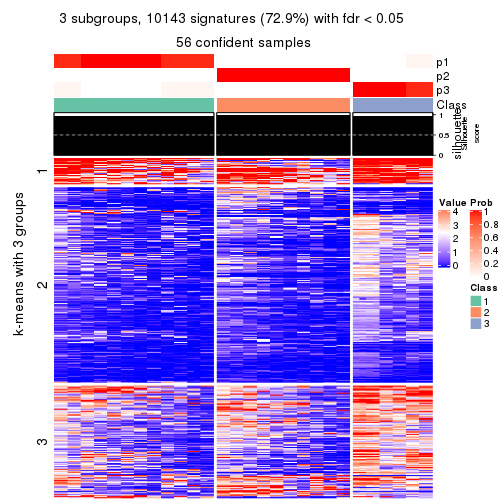 3 subgroups, 10143 signatures (72.9%) with fdr < 0.05
56 confident samples
p1
p2
p3
Class
1
0.5
0
silhouette
Silhouette
score
k-means with 3 groups
1
2
3
Value
4
3
2
1
0
Prob
1
0.8
0.6
0.4
0.2
0
Class
1
2
3